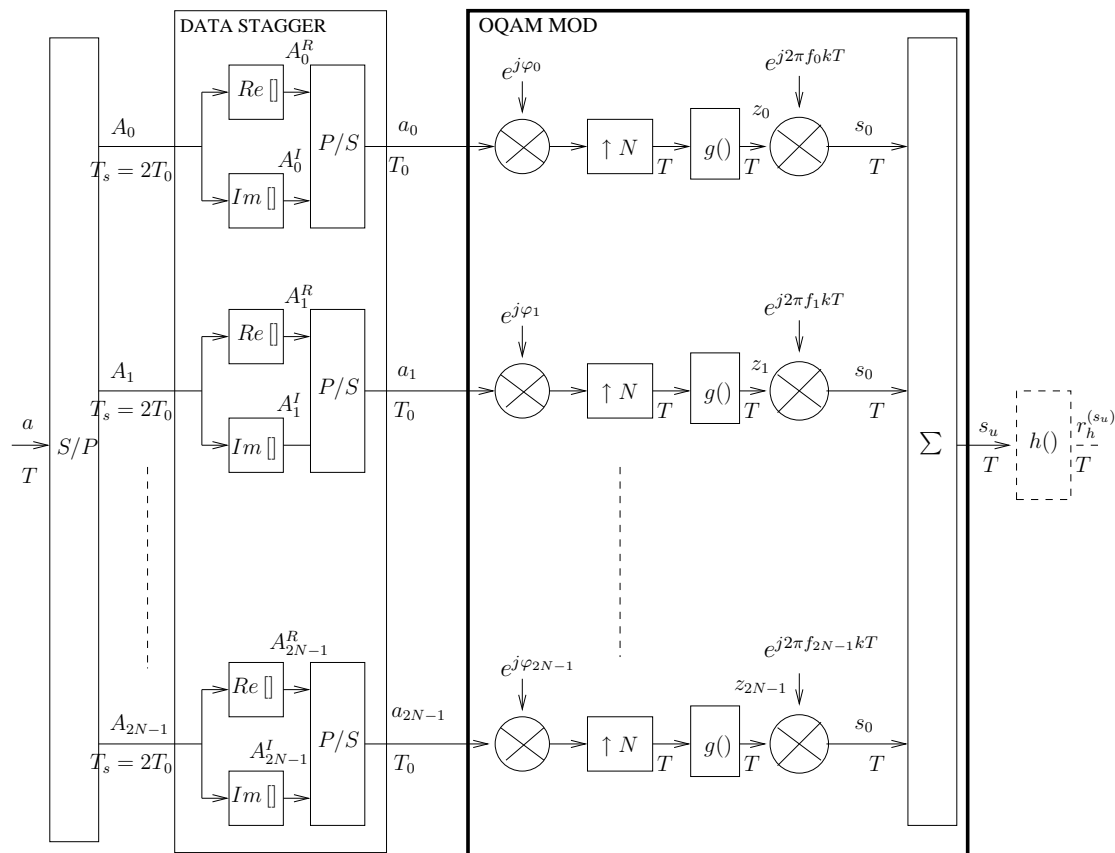 DATA STAGGER
OQAM MOD
A_0^R
e^{jφ_0}
e^{j2πf_0kT}
Re []
A_0
P/S
a_0
↑ N
g()
z_0
s_0
T_s = 2T_0
A_0^I
T_0
T
T
T
Im []
A_1^R
e^{jφ_1}
e^{j2πf_1kT}
Re []
A_1
P/S
a_1
↑ N
g()
z_1
s_0
T_s = 2T_0
A_1^I
T_0
T
T
T
Im []
a
T
S/P
∑
s_u
T
h()
r_h^{(s_u)}
T
A_{2N-1}^R
e^{jφ_{2N-1}}
e^{j2πf_{2N-1}kT}
Re []
A_{2N-1}
P/S
a_{2N-1}
↑ N
g()
z_{2N-1}
s_0
T_s = 2T_0
A_{2N-1}^I
T_0
T
T
T
Im []